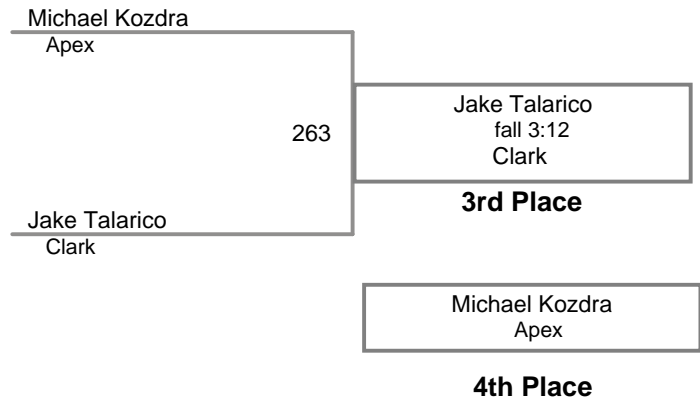 Michael Kozdra
Apex
263
Jake Talarico
fall 3:12
Clark
3rd Place
Jake Talarico
Clark
Michael Kozdra
Apex
4th Place